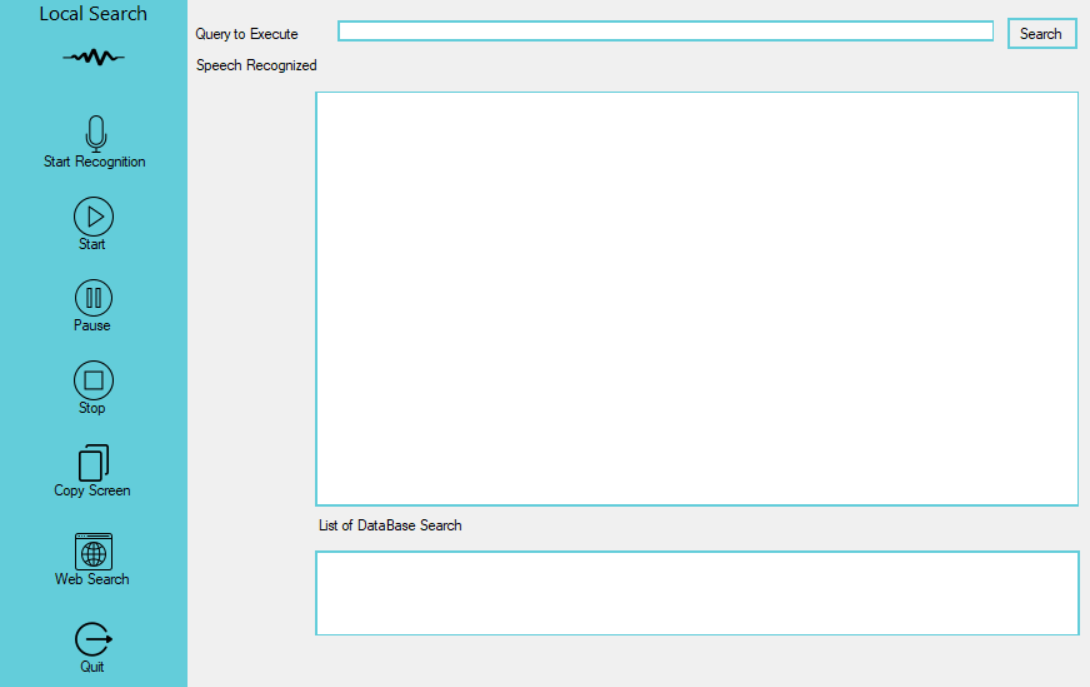 Local Search
Start Recognition
Start
Pause
Stop
Copy Screen
Web Search
Quit
Query to Execute
Search
Speech Recognized
List of DataBase Search